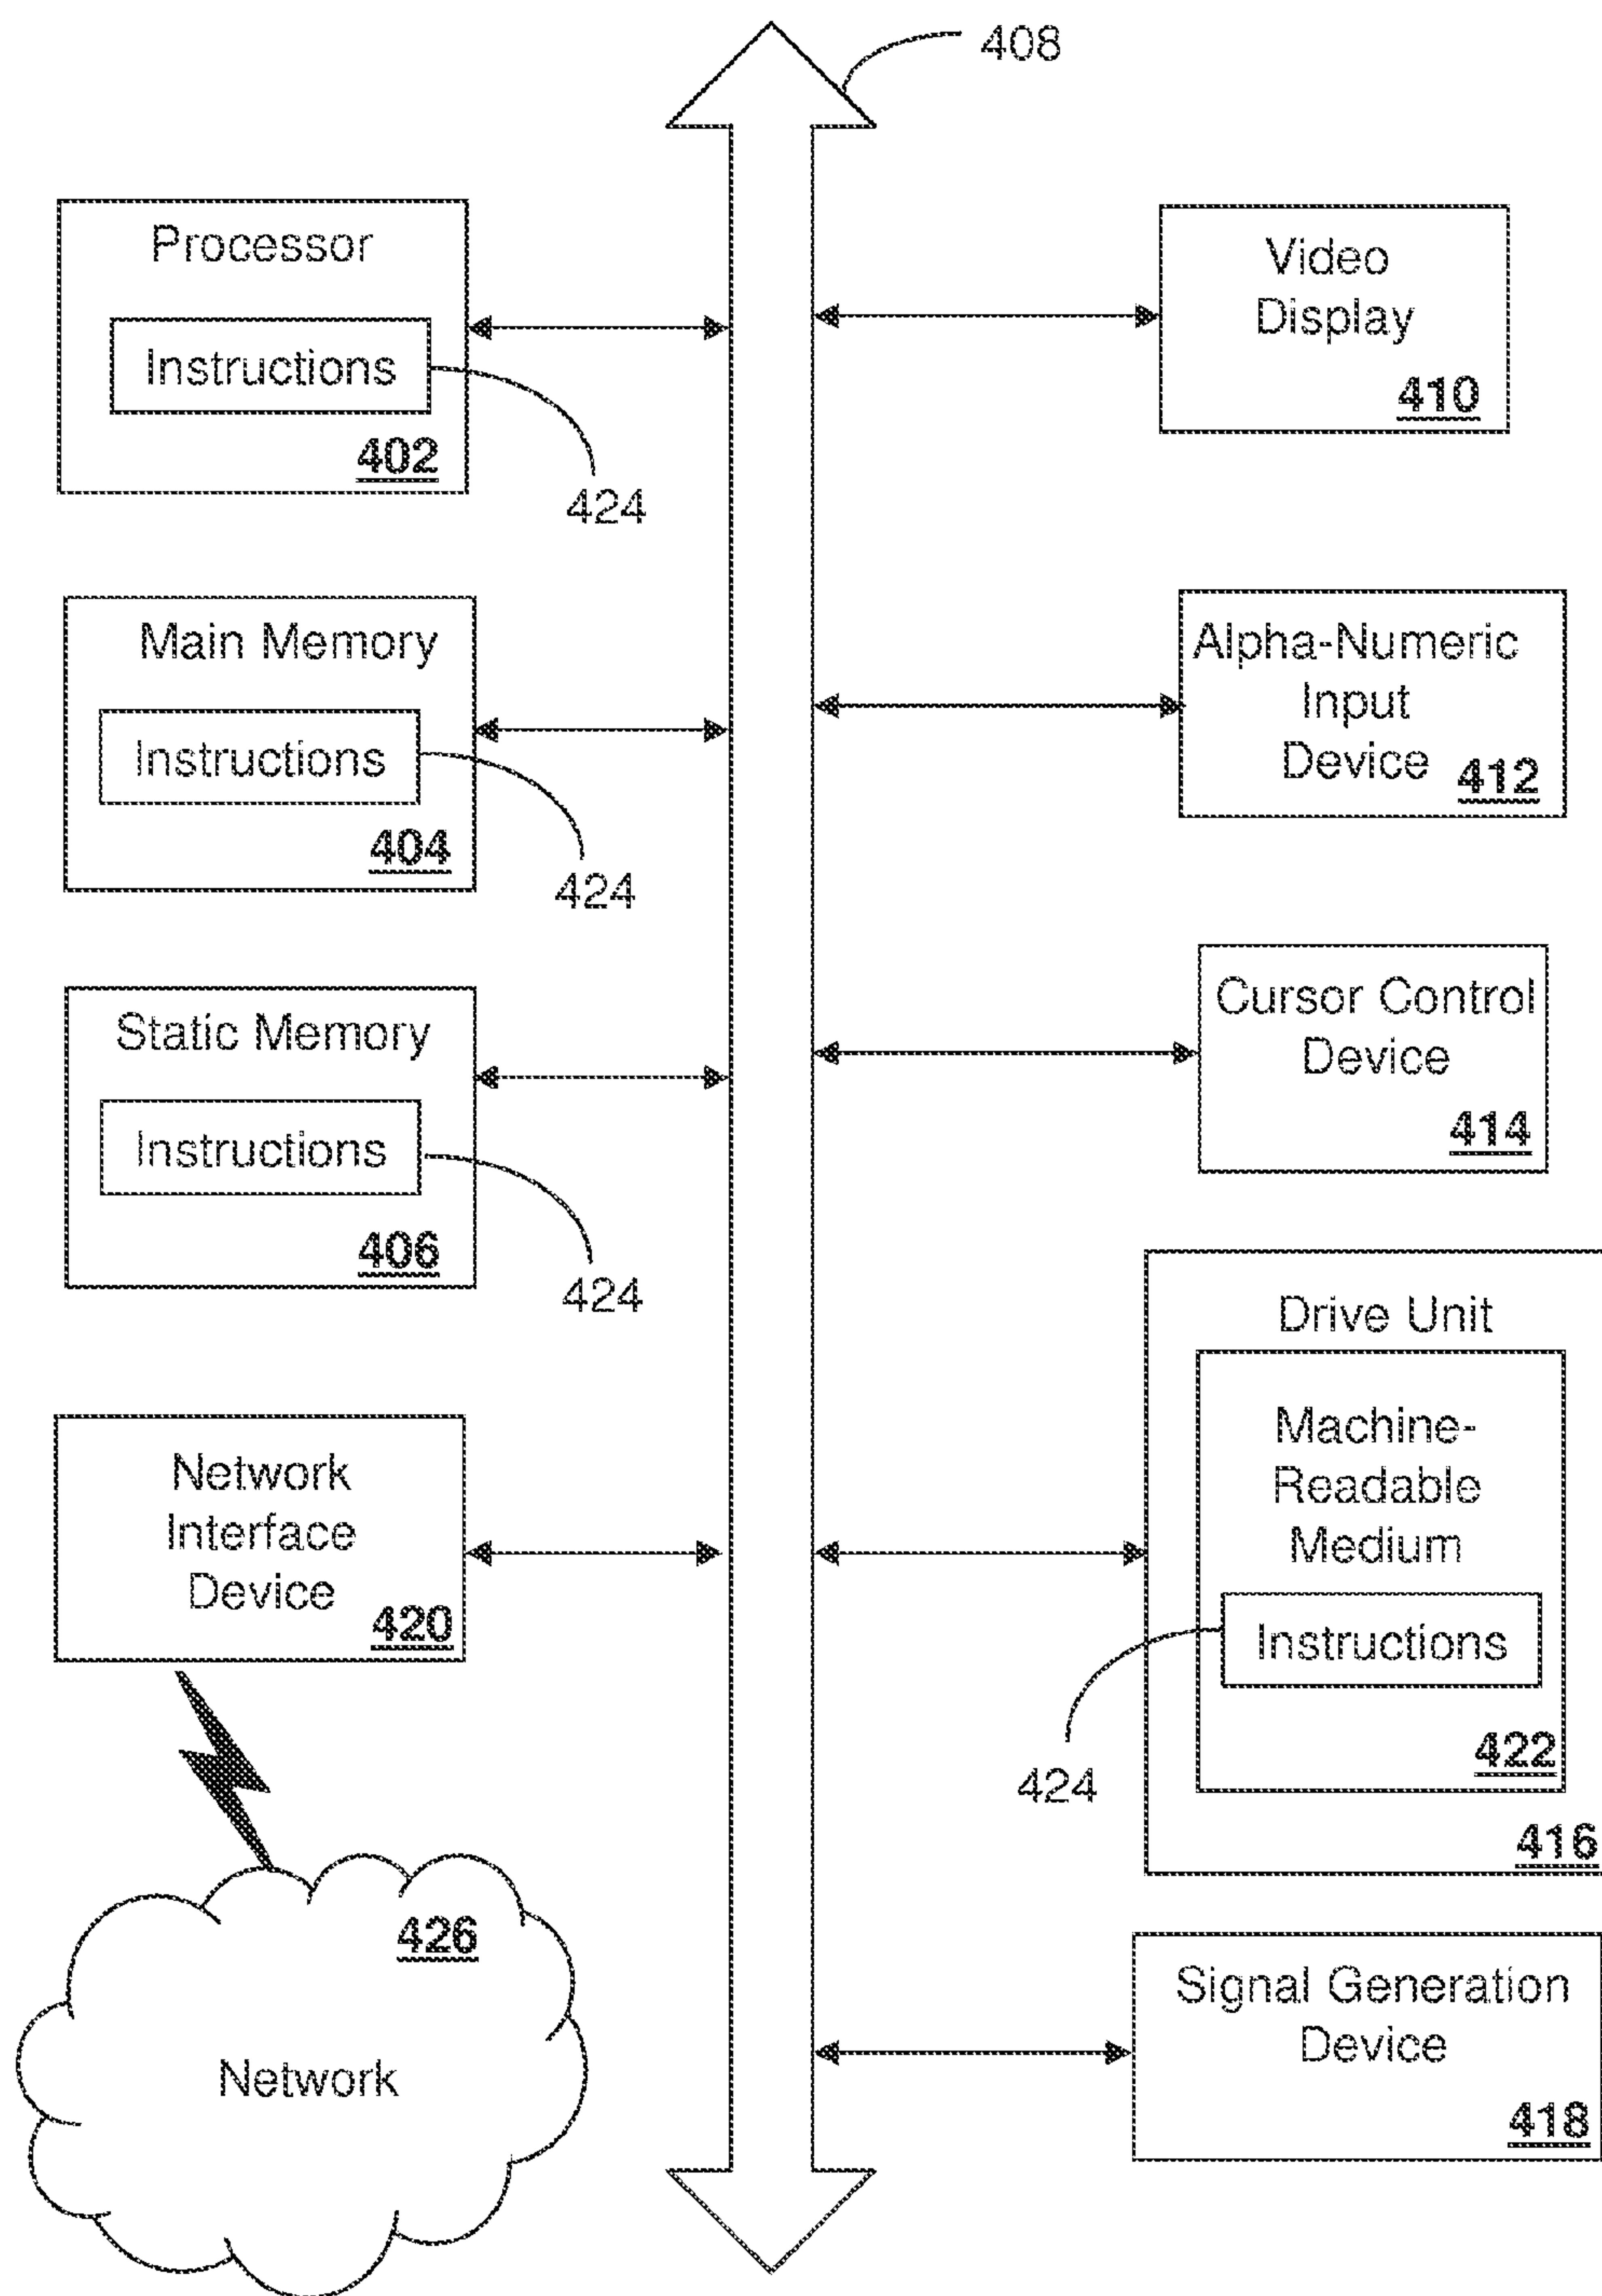 408
Processor
Instructions
402
424
Main Memory
Instructions
404
424
Static Memory
Instructions
406
424
Network
Interface
Device
420
426
Network
Video
Display
410
Alpha-Numeric
Input
Device
412
Cursor Control
Device
414
Drive Unit
Machine-
Readable
Medium
Instructions
424
422
416
Signal Generation
Device
418